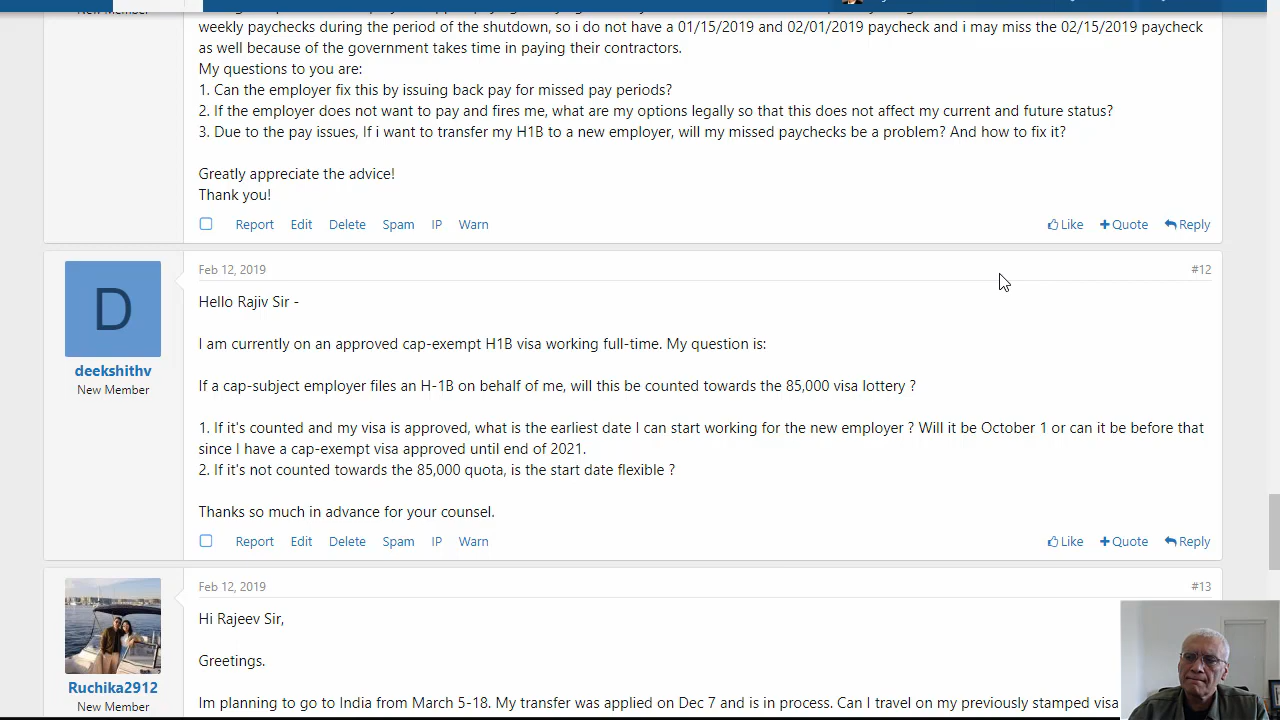 weekly paychecks during the period of the shutdown, so i do not have a 01/15/2019 and 02/01/2019 paycheck and i may miss the 02/15/2019 paycheck
as well because of the government takes time in paying their contractors.
My questions to you are:
1. Can the employer fix this by issuing back pay for missed pay periods?
2. If the employer does not want to pay and fires me, what are my options legally so that this does not affect my current and future status?
3. Due to the pay issues, If i want to transfer my H1B to a new employer, will my missed paychecks be a problem? And how to fix it?
Greatly appreciate the advice!
Thank you!
Report Edit Delete Spam IP Warn Like + Quote Reply
Feb 12, 2019 #12
D
deekshithv
New Member
Hello Rajiv Sir -
I am currently on an approved cap-exempt H1B visa working full-time. My question is:
If a cap-subject employer files an H-1B on behalf of me, will this be counted towards the 85,000 visa lottery ?
1. If it's counted and my visa is approved, what is the earliest date I can start working for the new employer ? Will it be October 1 or can it be before that
since I have a cap-exempt visa approved until end of 2021.
2. If it's not counted towards the 85,000 quota, is the start date flexible ?
Thanks so much in advance for your counsel.
Report Edit Delete Spam IP Warn Like + Quote Reply
Feb 12, 2019 #13
Ruchika2912
New Member
Hi Rajeev Sir,
Greetings.
Im planning to go to India from March 5-18. My transfer was applied on Dec 7 and is in process. Can I travel on my previously stamped visa